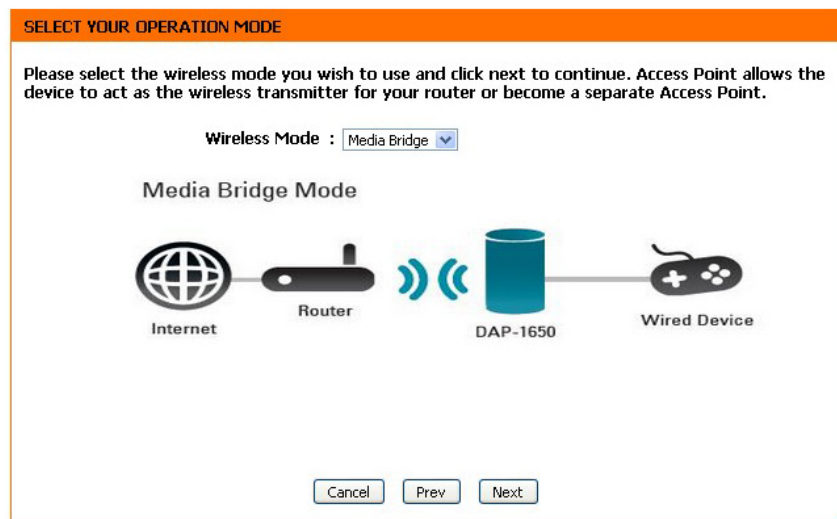 SELECT YOUR OPERATION MODE
Please select the wireless mode you wish to use and click next to continue. Access Point allows the
device to act as the wireless transmitter for your router or become a separate Access Point.
Wireless Mode : Media Bridge
Media Bridge Mode
Internet
Router
DAP-1650
Wired Device
Cancel Prev Next